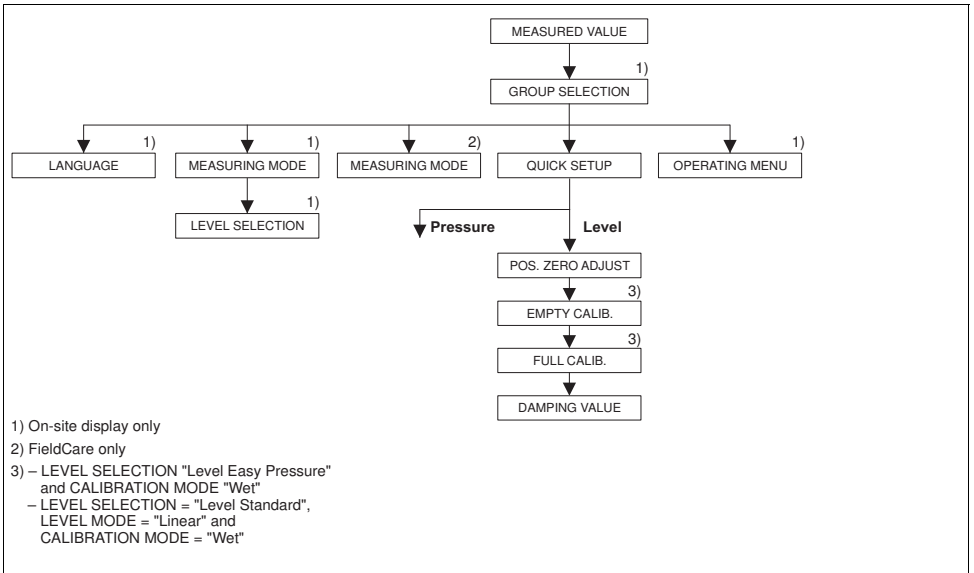 MEASURED VALUE
1)
GROUP SELECTION
1)
LANGUAGE
1)
MEASURING MODE
2)
MEASURING MODE
QUICK SETUP
1)
OPERATING MENU
1)
LEVEL SELECTION
Pressure
Level
POS. ZERO ADJUST
3)
EMPTY CALIB.
3)
FULL CALIB.
DAMPING VALUE
1) On-site display only
2) FieldCare only
3) – LEVEL SELECTION "Level Easy Pressure"
and CALIBRATION MODE "Wet"
– LEVEL SELECTION = "Level Standard",
LEVEL MODE = "Linear" and
CALIBRATION MODE = "Wet"